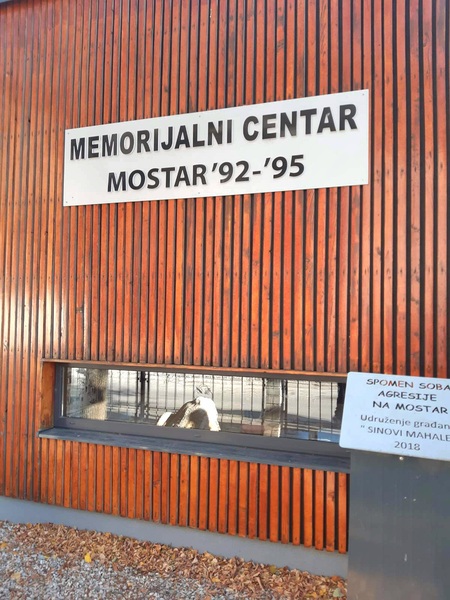 MEMORIJALNI CENTAR
MOSTAR '92-'95
SPOMEN SOBA
AGRESIJE
NA MOSTAR
Udruženje građan
" SINOVI MAHALE
2018